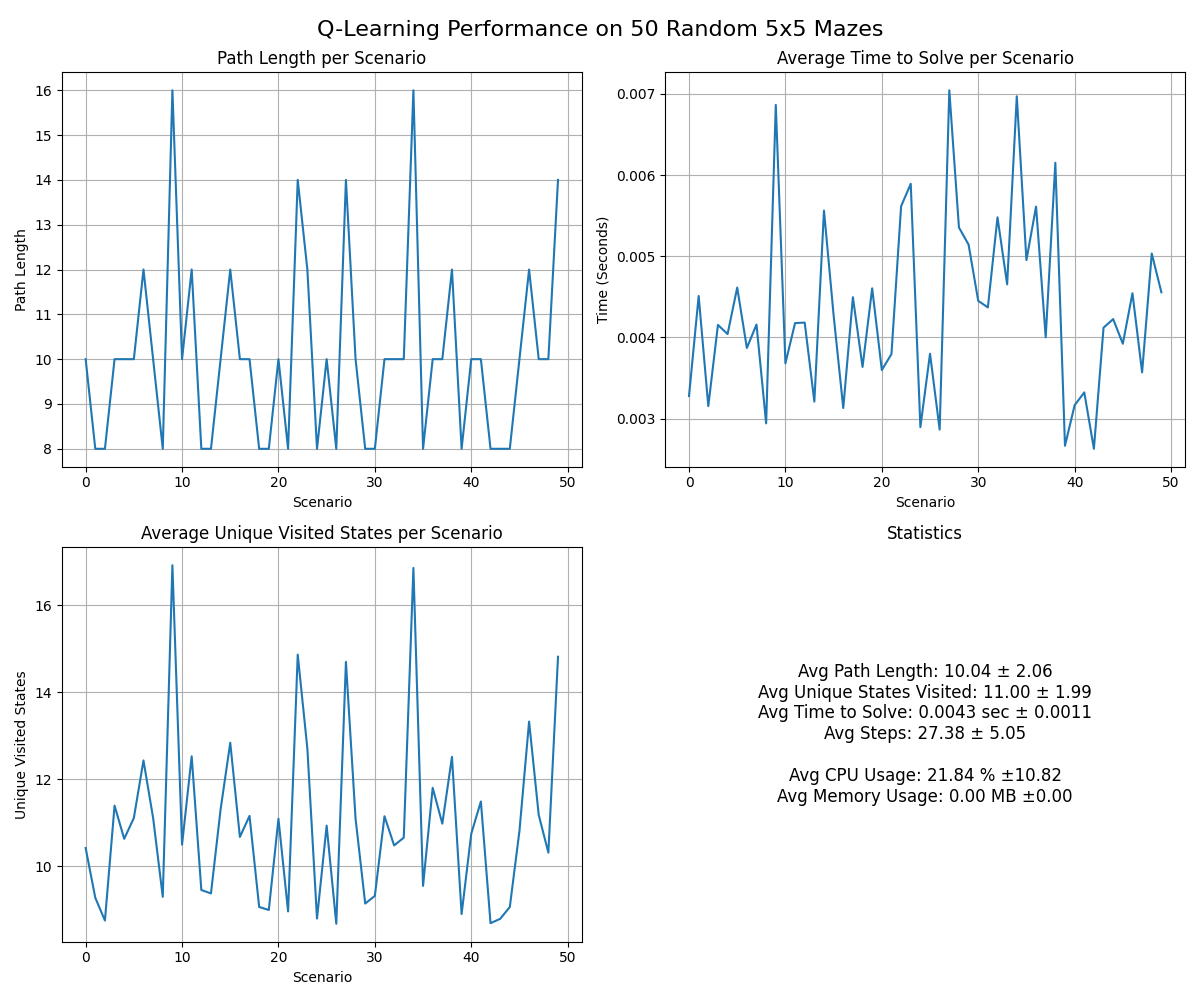 Q-Learning Performance on 50 Random 5x5 Mazes
Path Length per Scenario
Path Length
16
15
14
13
12
11
10
9
8
0 10 20 30 40 50
Scenario
Average Time to Solve per Scenario
Time (Seconds)
0.007
0.006
0.005
0.004
0.003
0 10 20 30 40 50
Scenario
Average Unique Visited States per Scenario
Unique Visited States
16
14
12
10
0 10 20 30 40 50
Scenario
Statistics
Avg Path Length: 10.04 ± 2.06
Avg Unique States Visited: 11.00 ± 1.99
Avg Time to Solve: 0.0043 sec ± 0.0011
Avg Steps: 27.38 ± 5.05
Avg CPU Usage: 21.84 % ±10.82
Avg Memory Usage: 0.00 MB ±0.00